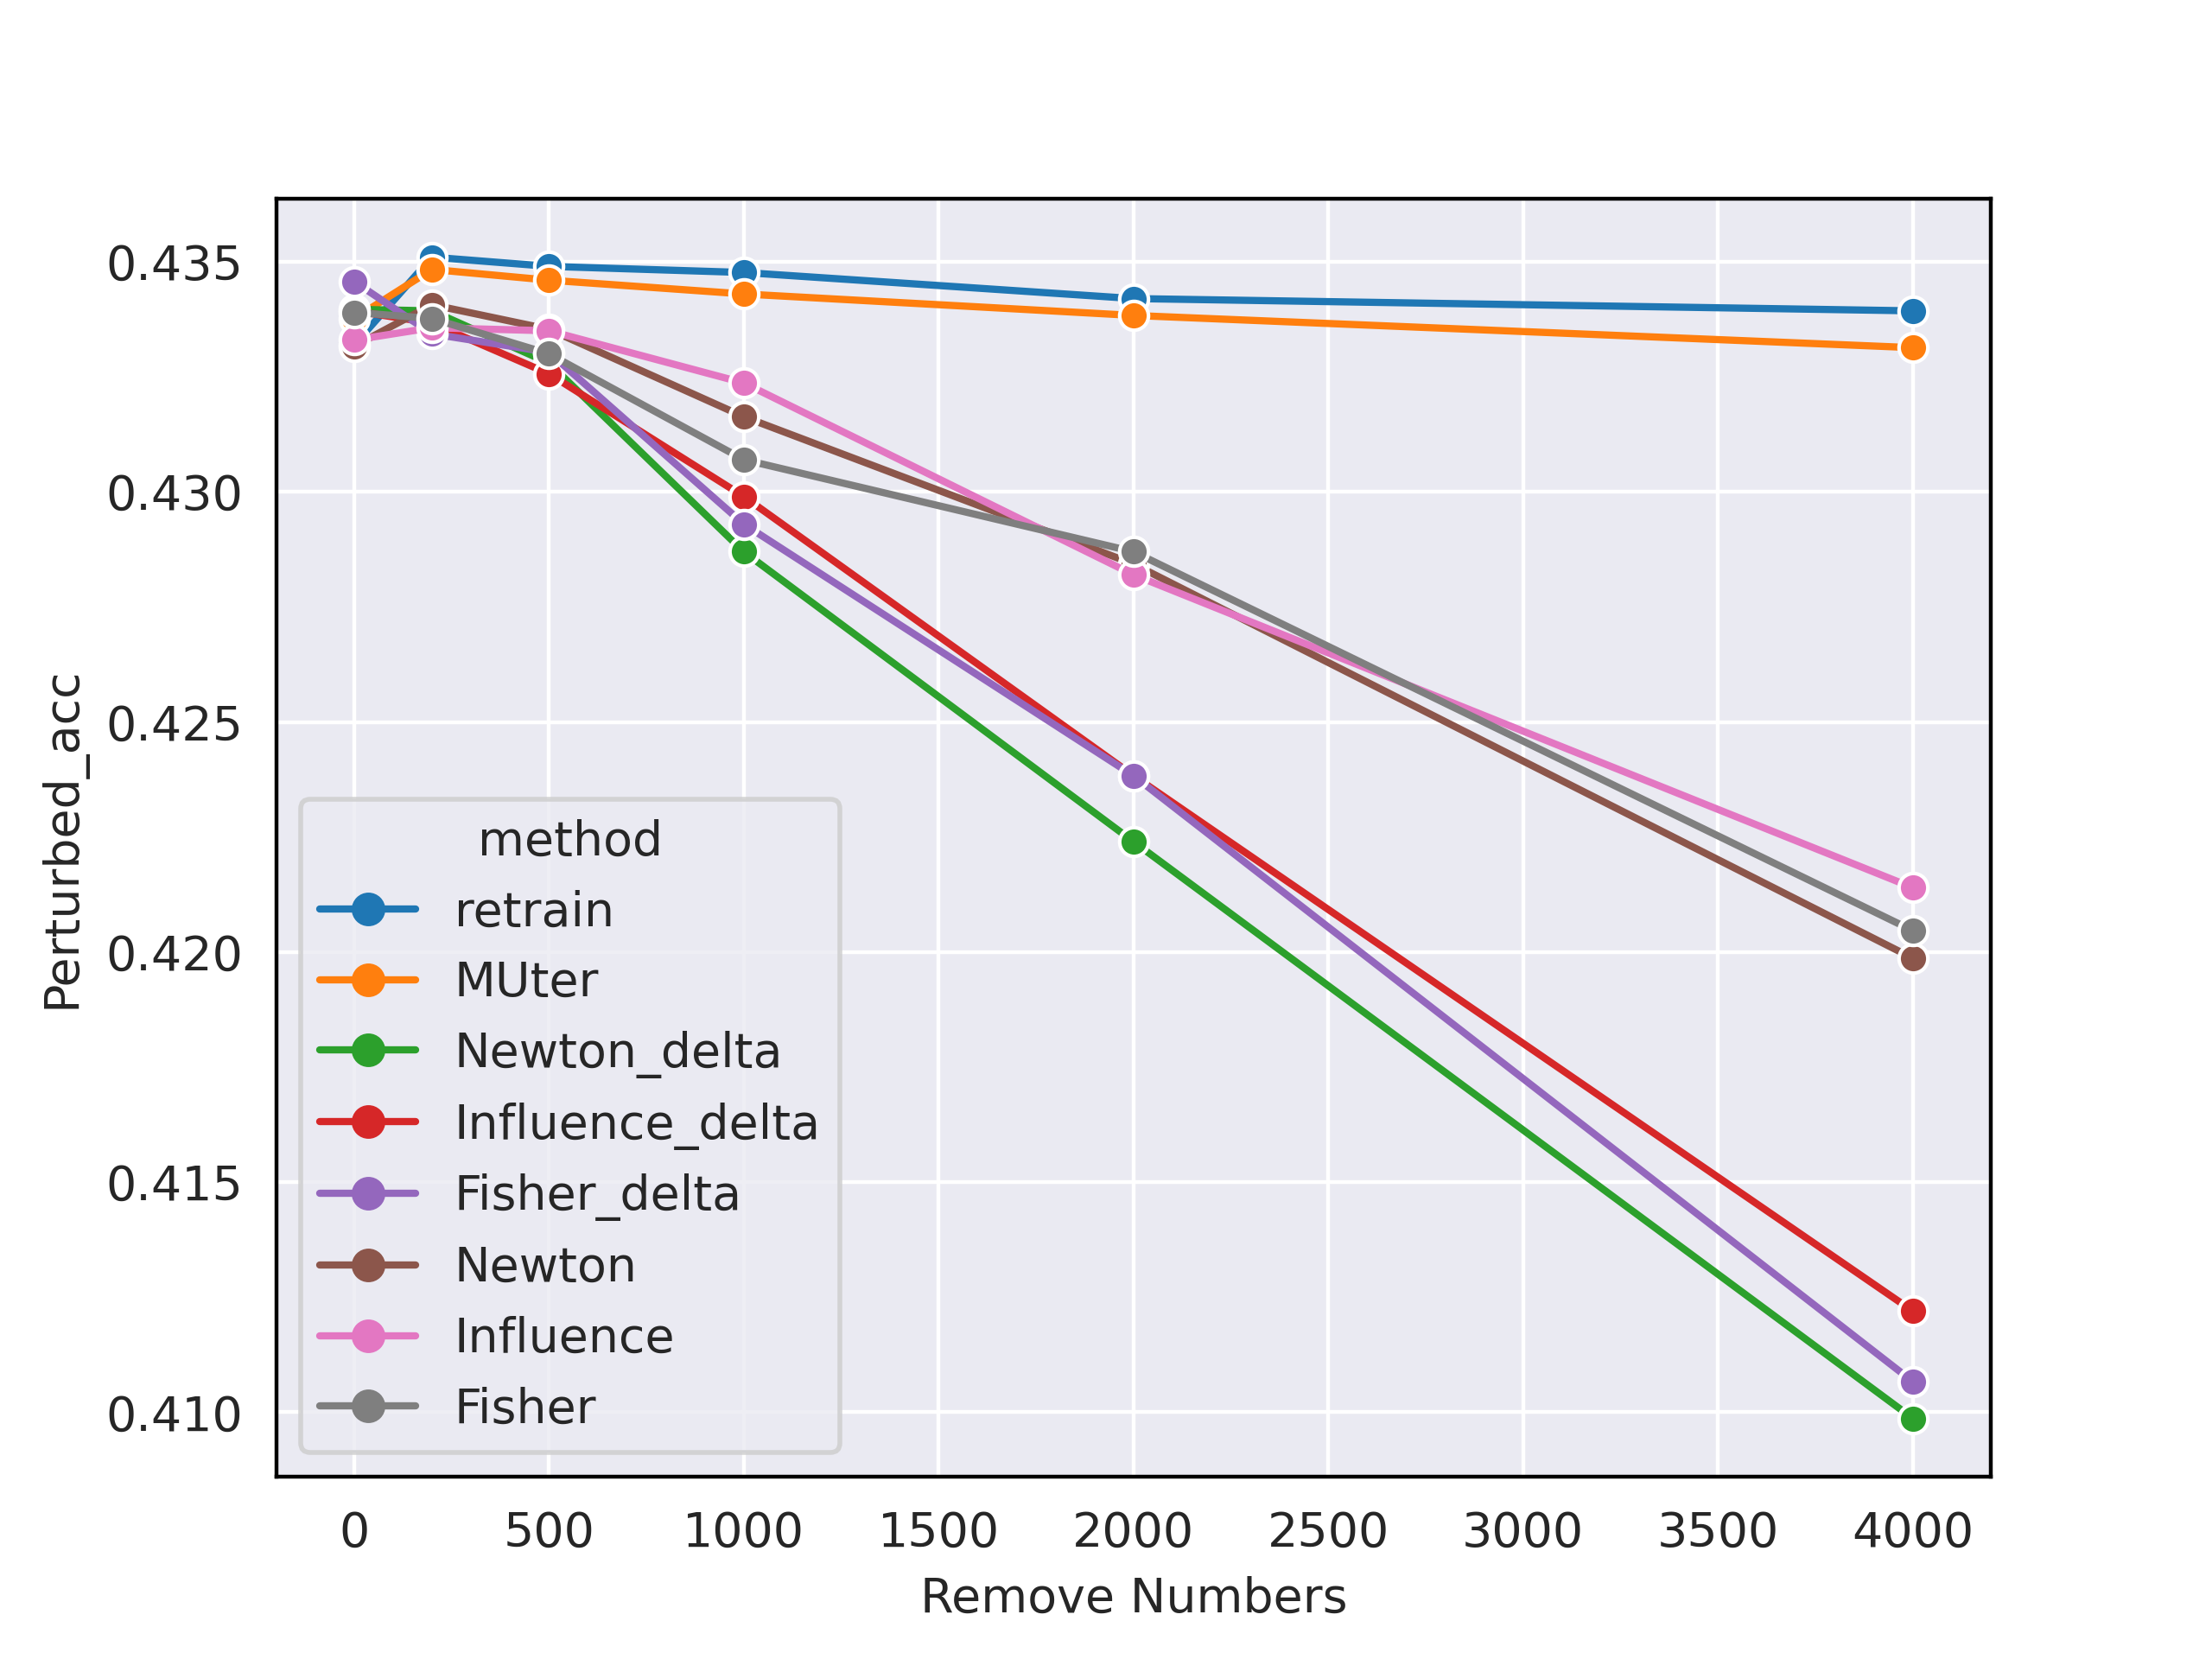 0.435
0.430
0.425
0.420
0.415
0.410
Perturbed_acc
method
retrain
MUter
Newton_delta
Influence_delta
Fisher_delta
Newton
Influence
Fisher
0 500 1000 1500 2000 2500 3000 3500 4000
Remove Numbers